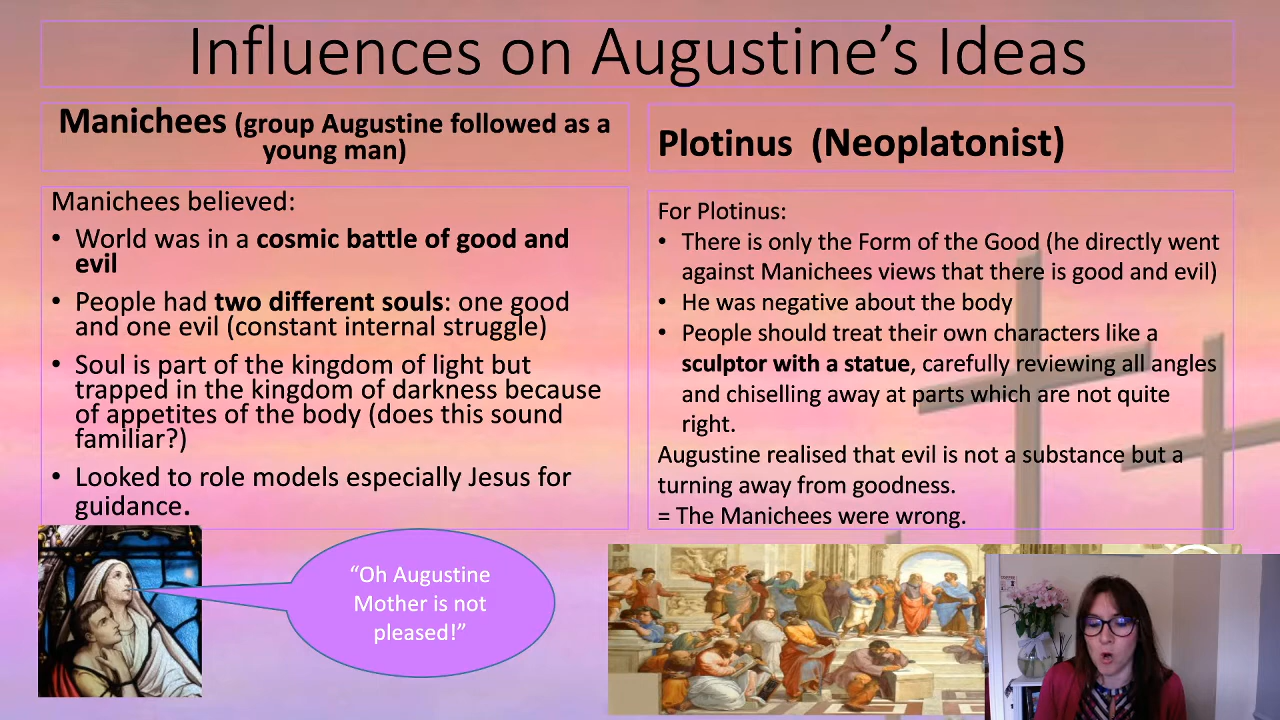 Influences on Augustine’s Ideas
Manichees (group Augustine followed as a
young man)
Manichees believed:
• World was in a cosmic battle of good and
evil
• People had two different souls: one good
and one evil (constant internal struggle)
• Soul is part of the kingdom of light but
trapped in the kingdom of darkness because
of appetites of the body (does this sound
familiar?)
• Looked to role models especially Jesus for
guidance.
Plotinus (Neoplatonist)
For Plotinus:
• There is only the Form of the Good (he directly went
against Manichees views that there is good and evil)
• He was negative about the body
• People should treat their own characters like a
sculptor with a statue, carefully reviewing all angles
and chiselling away at parts which are not quite
right.
Augustine realised that evil is not a substance but a
turning away from goodness.
= The Manichees were wrong.
“Oh Augustine
Mother is not
pleased!”